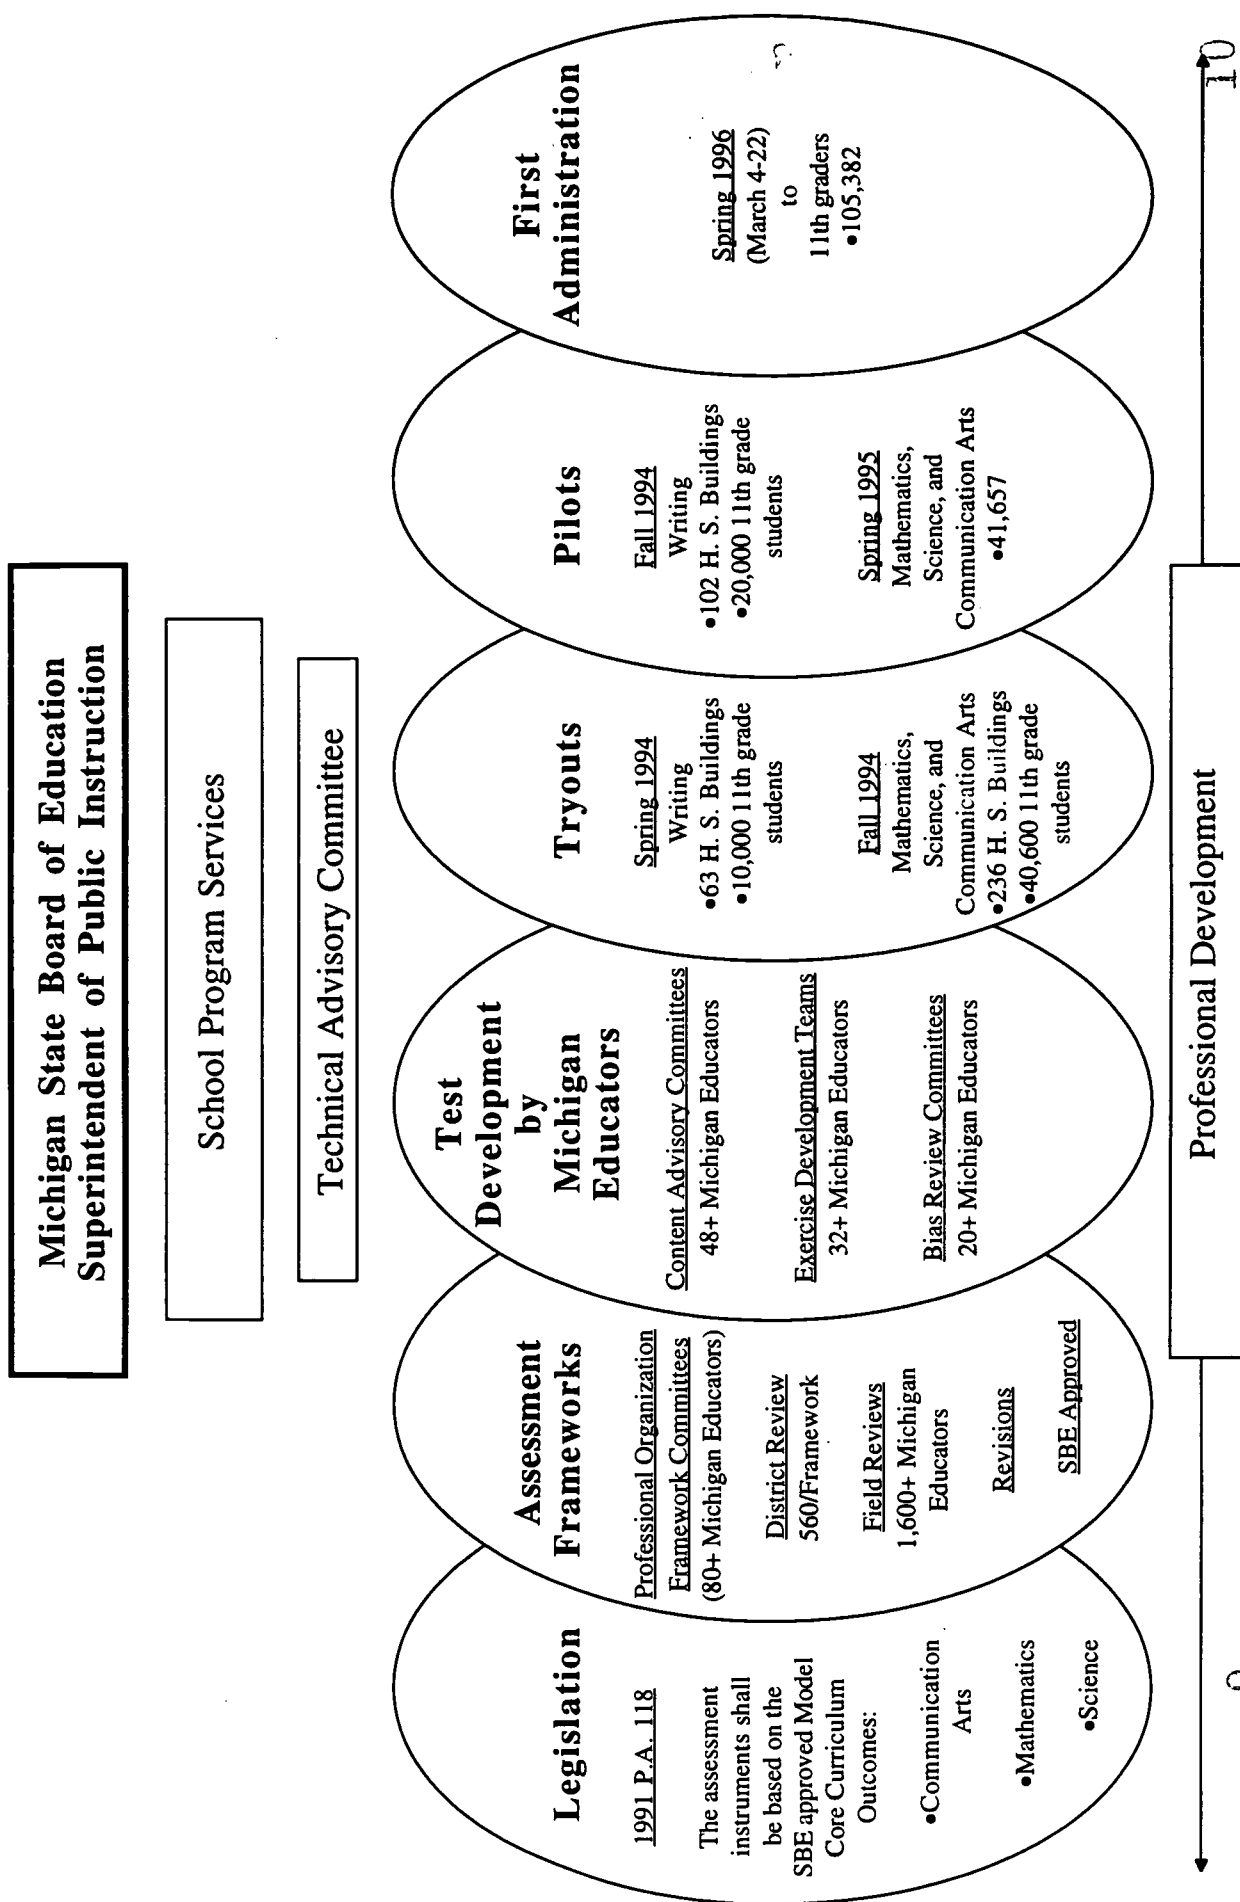 Michigan State Board of Education
Superintendent of Public Instruction
School Program Services
Technical Advisory Committee
Legislation
1991 P.A. 118
The assessment
instruments shall
be based on the
SBE approved Model
Core Curriculum
Outcomes:
•Communication
Arts
•Mathematics
•Science
Assessment
Frameworks
Professional Organization
Framework Committees
(80+ Michigan Educators)
District Review
560/Framework
Field Reviews
1,600+ Michigan
Educators
Revisions
SBE Approved
Test
Development
by
Michigan
Educators
Content Advisory Committees
48+ Michigan Educators
Exercise Development Teams
32+ Michigan Educators
Bias Review Committees
20+ Michigan Educators
Tryouts
Spring 1994
Writing
•63 H. S. Buildings
•10,000 11th grade
students
Fall 1994
Mathematics,
Science, and
Communication Arts
•236 H. S. Buildings
•40,600 11th grade
students
Pilots
Fall 1994
Writing
•102 H. S. Buildings
•20,000 11th grade
students
Spring 1995
Mathematics,
Science, and
Communication Arts
•41,657
First
Administration
Spring 1996
(March 4-22)
to
11th graders
•105,382
Professional Development
10